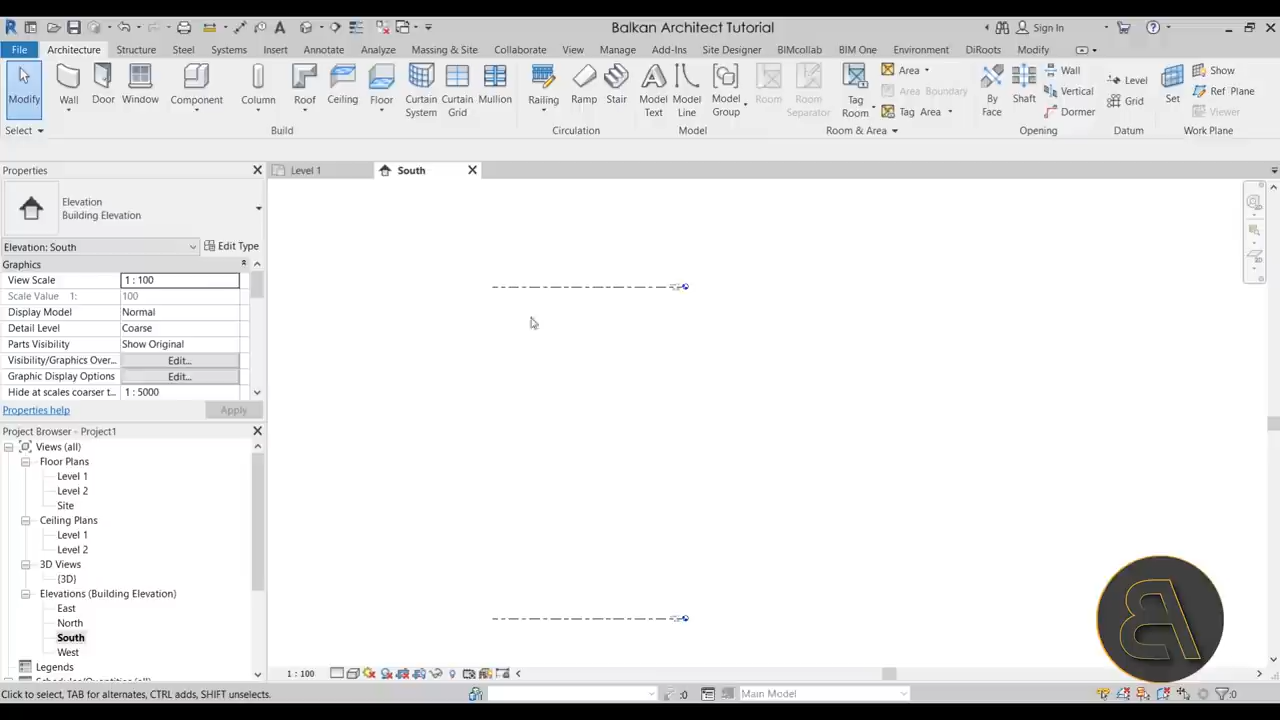 Balkan Architect Tutorial
Sign In
File Architecture Structure Steel Systems Insert Annotate Analyze Massing & Site Collaborate View Manage Add-Ins Site Designer BIMcollab BIM One Environment DiRoots Modify
Modify
Wall
Door
Window
Component
Column
Roof
Ceiling
Floor
Curtain System
Curtain Grid
Mullion
Railing
Ramp
Stair
Model Text
Model Line
Model Group
Room
Room Separator
Tag Room
Area
Area Boundary
Tag Area
By Face
Shaft
Wall
Vertical
Dormer
Level
Grid
Set
Show
Ref Plane
Viewer
Select Build Circulation Model Room & Area Opening Datum Work Plane
Properties
Level 1
South
Elevation
Building Elevation
Elevation: South
Edit Type
Graphics
View Scale 1 : 100
Scale Value 1: 100
Display Model Normal
Detail Level Coarse
Parts Visibility Show Original
Visibility/Graphics Over... Edit...
Graphic Display Options Edit...
Hide at scales coarser t... 1 : 5000
Properties help
Apply
Project Browser - Project1
Views (all)
Floor Plans
Level 1
Level 2
Site
Ceiling Plans
Level 1
Level 2
3D Views
{3D}
Elevations (Building Elevation)
East
North
South
West
Legends
Schedules/Quantities (all)
1 : 100
Click to select, TAB for alternates, CTRL adds, SHIFT unselects.
:0
Main Model
:0